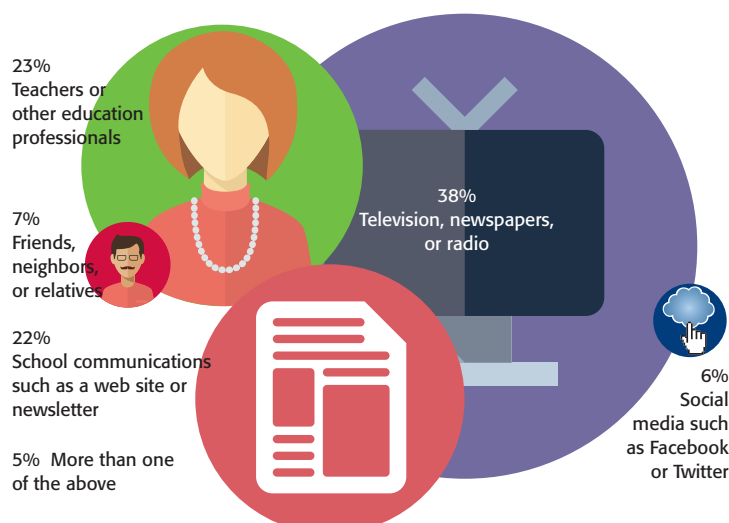 23%
Teachers or
other education
professionals
38%
Television, newspapers,
or radio
7%
Friends,
neighbors,
or relatives
22%
School communications
such as a web site or
newsletter
6%
Social
media such
as Facebook
or Twitter
5% More than one
of the above